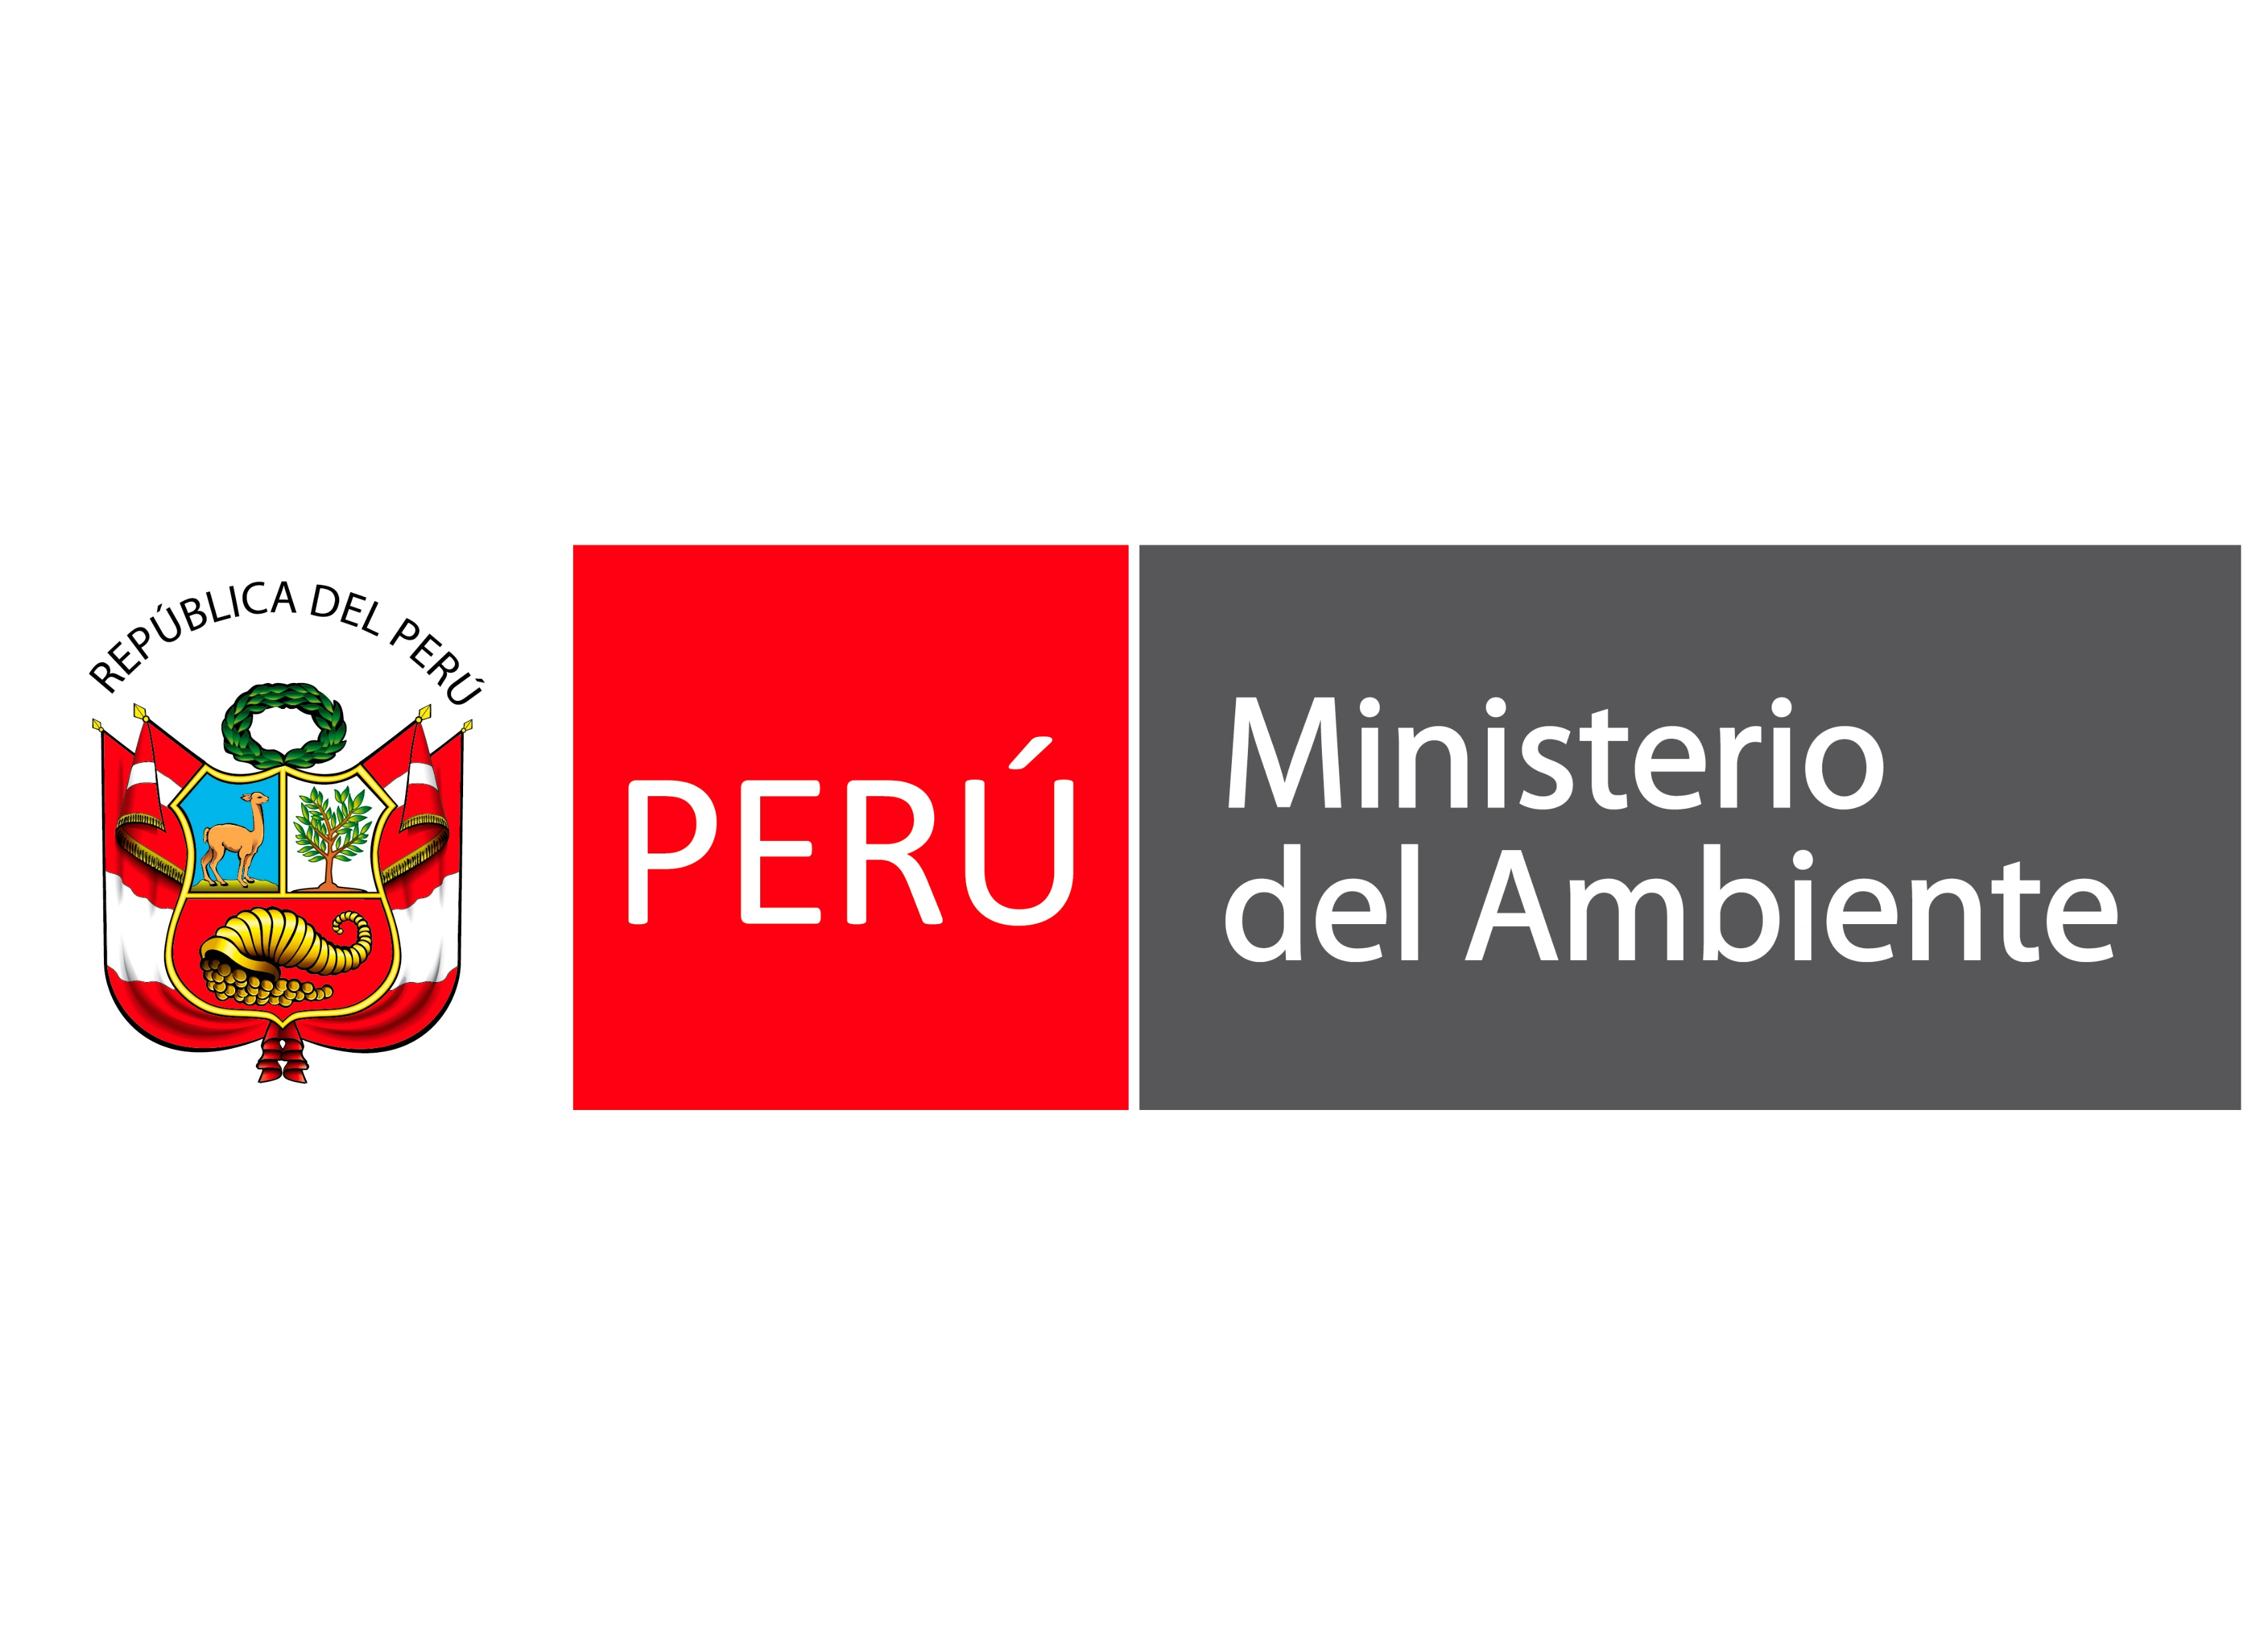 REPÚBLICA DEL PERÚ
PERÚ
Ministerio
del Ambiente